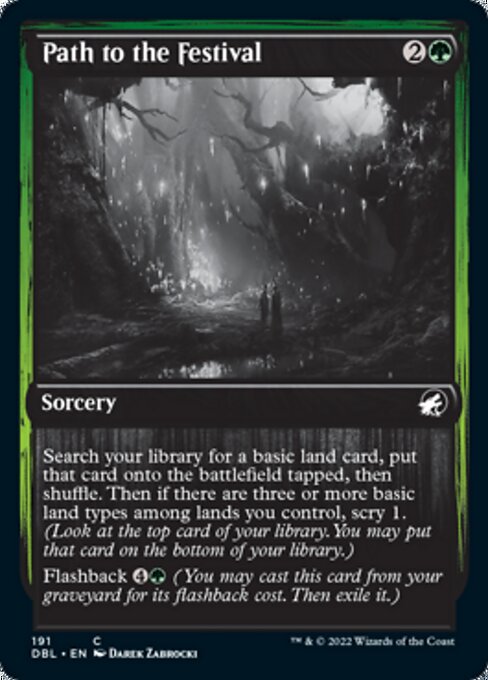 Path to the Festival 2
Sorcery
Search your library for a basic land card, put
that card onto the battlefield tapped, then
shuffle. Then if there are three or more basic
land types among lands you control, scry 1.
(Look at the top card of your library. You may put
that card on the bottom of your library.)
Flashback 4 (You may cast this card from your
graveyard for its flashback cost. Then exile it.)
191 C
DBL • EN Darek Zabrocki
™ & © 2022 Wizards of the Coast